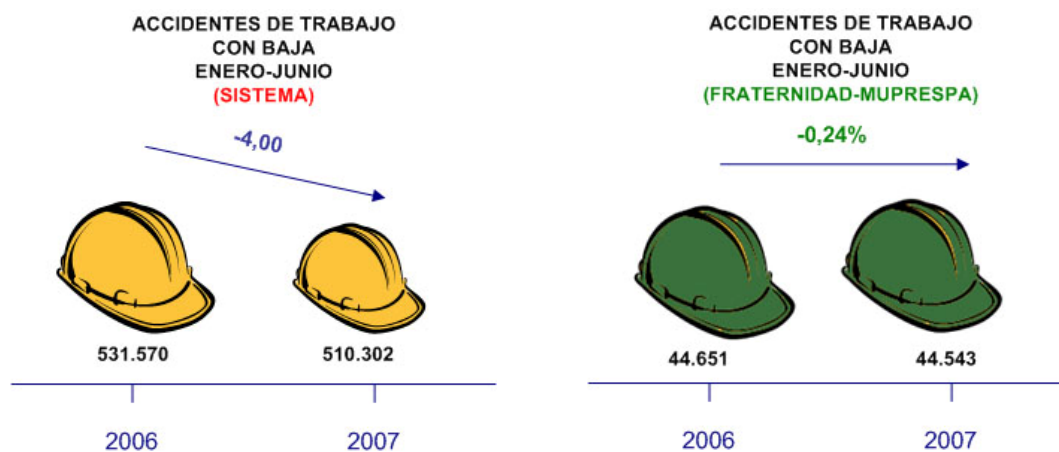 ACCIDENTES DE TRABAJO
CON BAJA
ENERO-JUNIO
(SISTEMA)
-4,00
531.570
510.302
2006
2007
ACCIDENTES DE TRABAJO
CON BAJA
ENERO-JUNIO
(FRATERNIDAD-MUPRESPA)
-0,24%
44.651
44.543
2006
2007